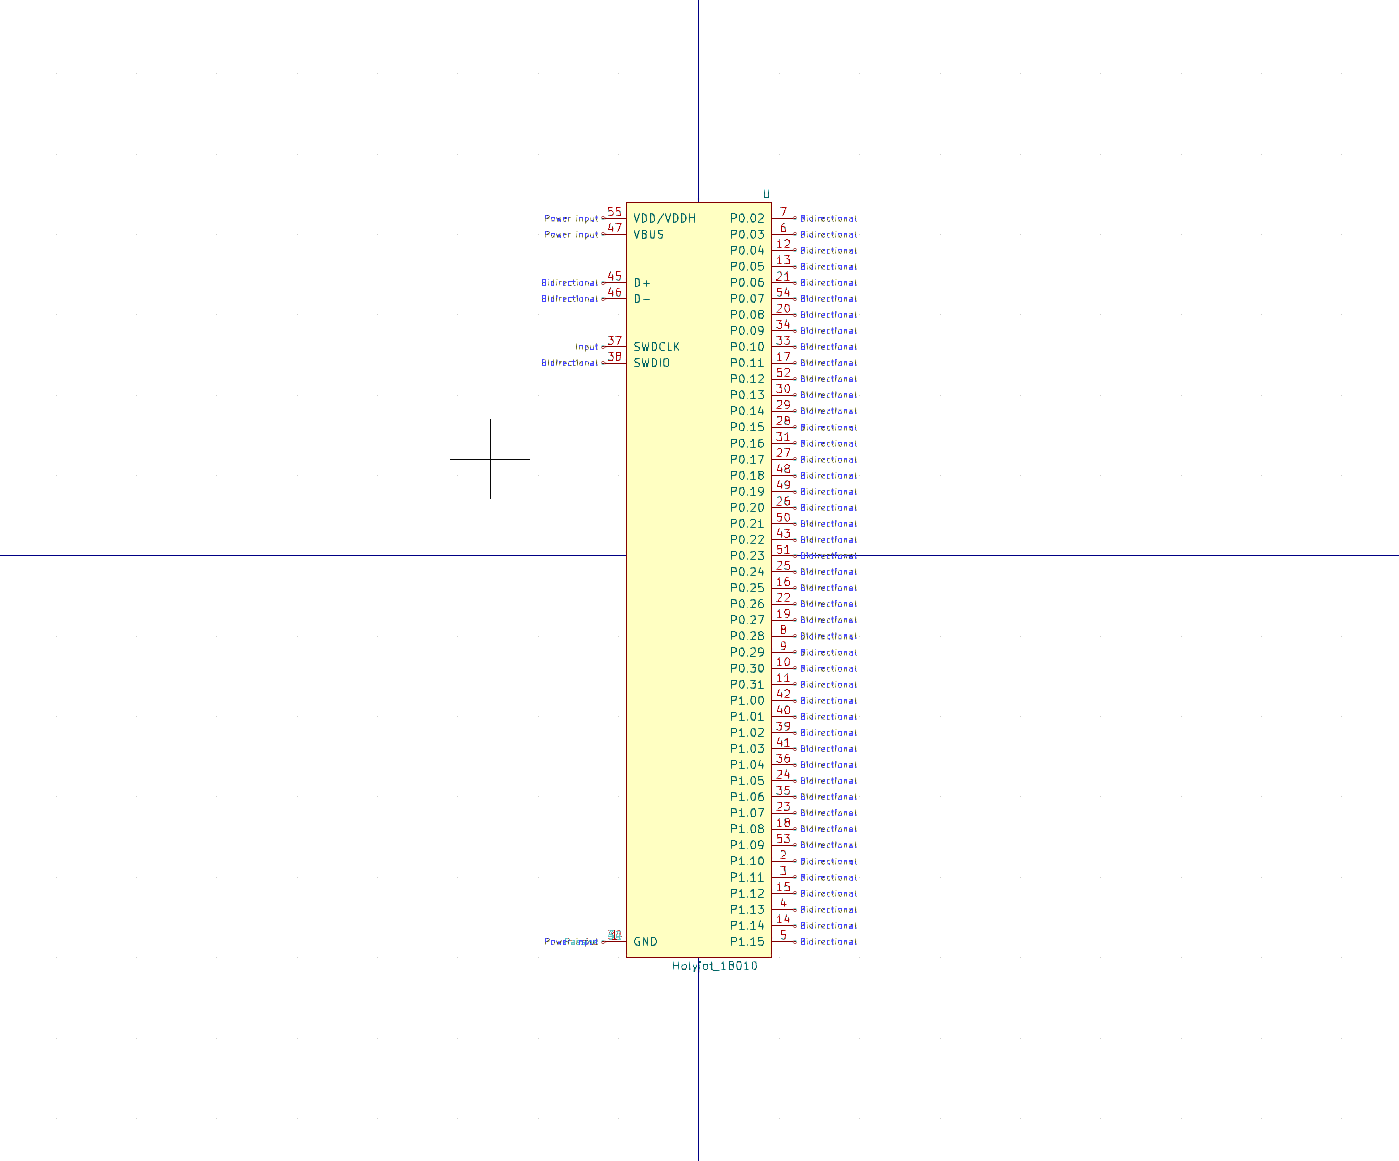 U
Power input 55 VDD/VDDH P0.02 7 Bidirectional
Power input 47 VBUS P0.03 6 Bidirectional
P0.04 12 Bidirectional
P0.05 13 Bidirectional
Bidirectional 45 D+ P0.06 21 Bidirectional
Bidirectional 46 D- P0.07 54 Bidirectional
P0.08 20 Bidirectional
P0.09 34 Bidirectional
Input 37 SWDCLK P0.10 33 Bidirectional
Bidirectional 38 SWDIO P0.11 17 Bidirectional
P0.12 52 Bidirectional
P0.13 30 Bidirectional
P0.14 29 Bidirectional
P0.15 28 Bidirectional
P0.16 31 Bidirectional
P0.17 27 Bidirectional
P0.18 48 Bidirectional
P0.19 49 Bidirectional
P0.20 26 Bidirectional
P0.21 50 Bidirectional
P0.22 43 Bidirectional
P0.23 51 Bidirectional
P0.24 25 Bidirectional
P0.25 16 Bidirectional
P0.26 22 Bidirectional
P0.27 19 Bidirectional
P0.28 8 Bidirectional
P0.29 9 Bidirectional
P0.30 10 Bidirectional
P0.31 11 Bidirectional
P1.00 42 Bidirectional
P1.01 40 Bidirectional
P1.02 39 Bidirectional
P1.03 41 Bidirectional
P1.04 36 Bidirectional
P1.05 24 Bidirectional
P1.06 35 Bidirectional
P1.07 23 Bidirectional
P1.08 18 Bidirectional
P1.09 53 Bidirectional
P1.10 2 Bidirectional
P1.11 3 Bidirectional
P1.12 15 Bidirectional
P1.13 4 Bidirectional
P1.14 14 Bidirectional
GND P1.15 5 Bidirectional